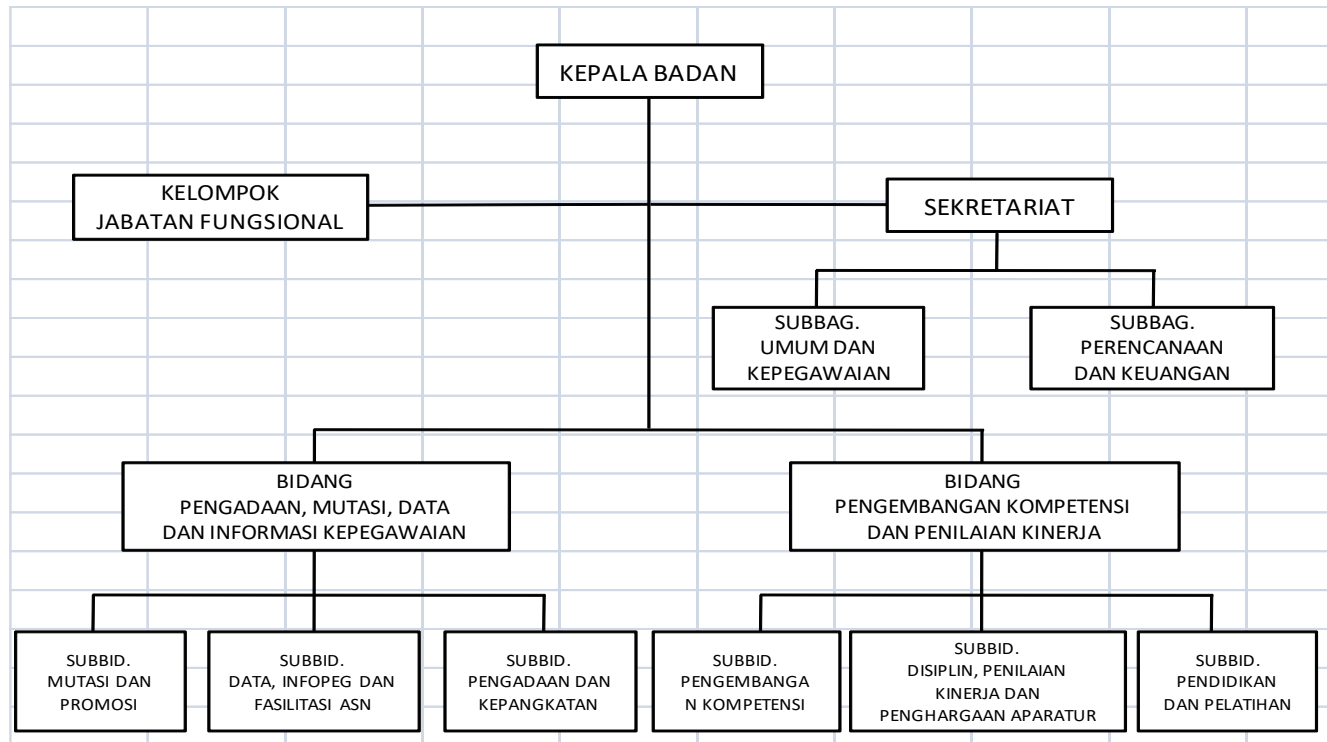 KEPALA BADAN
KELOMPOK
JABATAN FUNGSIONAL
SEKRETARIAT
SUBBAG.
UMUM DAN
KEPEGAWAIAN
SUBBAG.
PERENCANAAN
DAN KEUANGAN
BIDANG
PENGADAAN, MUTASI, DATA
DAN INFORMASI KEPEGAWAIAN
BIDANG
PENGEMBANGAN KOMPETENSI
DAN PENILAIAN KINERJA
SUBBID.
MUTASI DAN
PROMOSI
SUBBID.
DATA, INFOPEG DAN
FASILITASI ASN
SUBBID.
PENGADAAN DAN
KEPANGKATAN
SUBBID.
PENGEMBANGA
N KOMPETENSI
SUBBID.
DISIPLIN, PENILAIAN
KINERJA DAN
PENGHARGAAN APARATUR
SUBBID.
PENDIDIKAN
DAN PELATIHAN